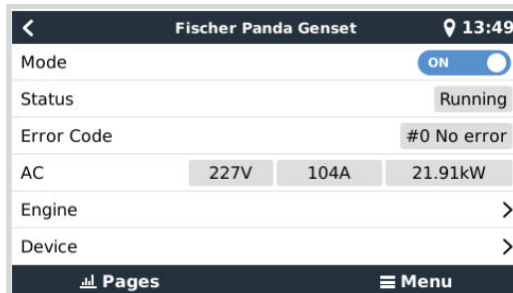 Fischer Panda Genset 13:49
Mode ON
Status Running
Error Code #0 No error
AC 227V 104A 21.91kW
Engine
Device
Pages Menu